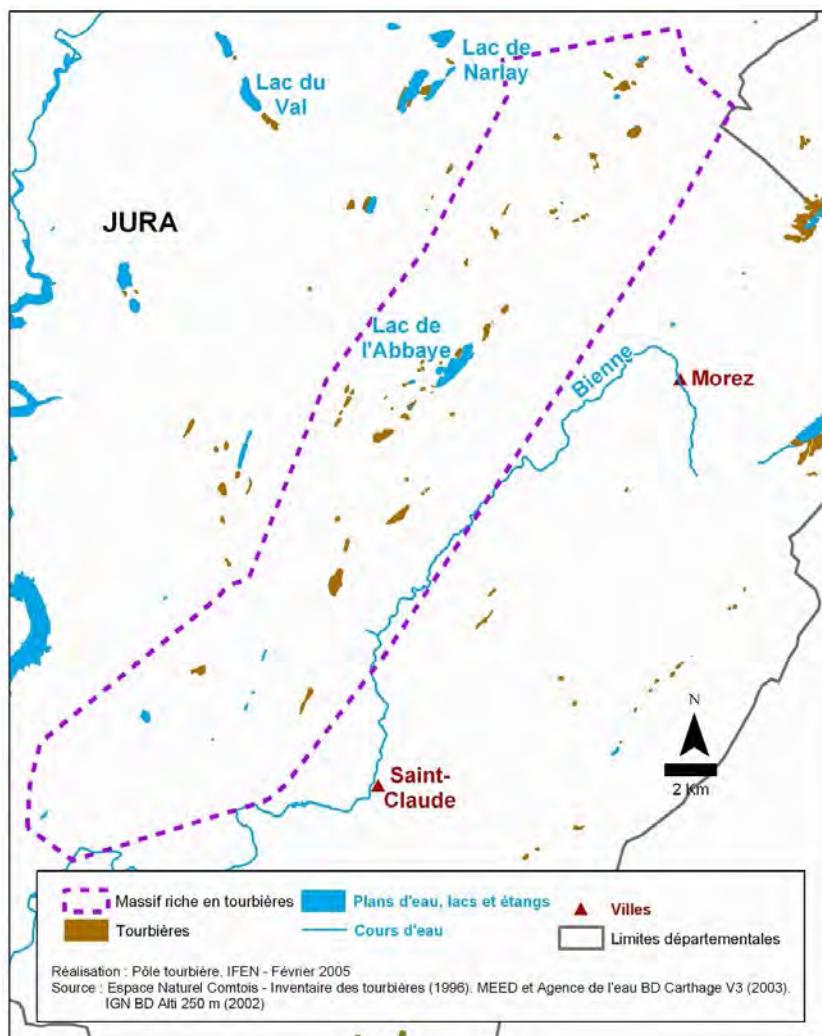 Lac de
Narlay
Lac du
Val
JURA
Lac de
l'Abbaye
Bienne
Morez
N
2 Km
Saint-
Claude
Massif riche en tourbières
Plans d'eau, lacs et étangs
Villes
Tourbières
Cours d'eau
Limites départementales
Réalisation : Pôle tourbière, IFEN - Février 2005
Source : Espace Naturel Comtois - Inventaire des tourbières (1996). MEED et Agence de l'eau BD Carthage V3 (2003).
IGN BD Alti 250 m (2002)